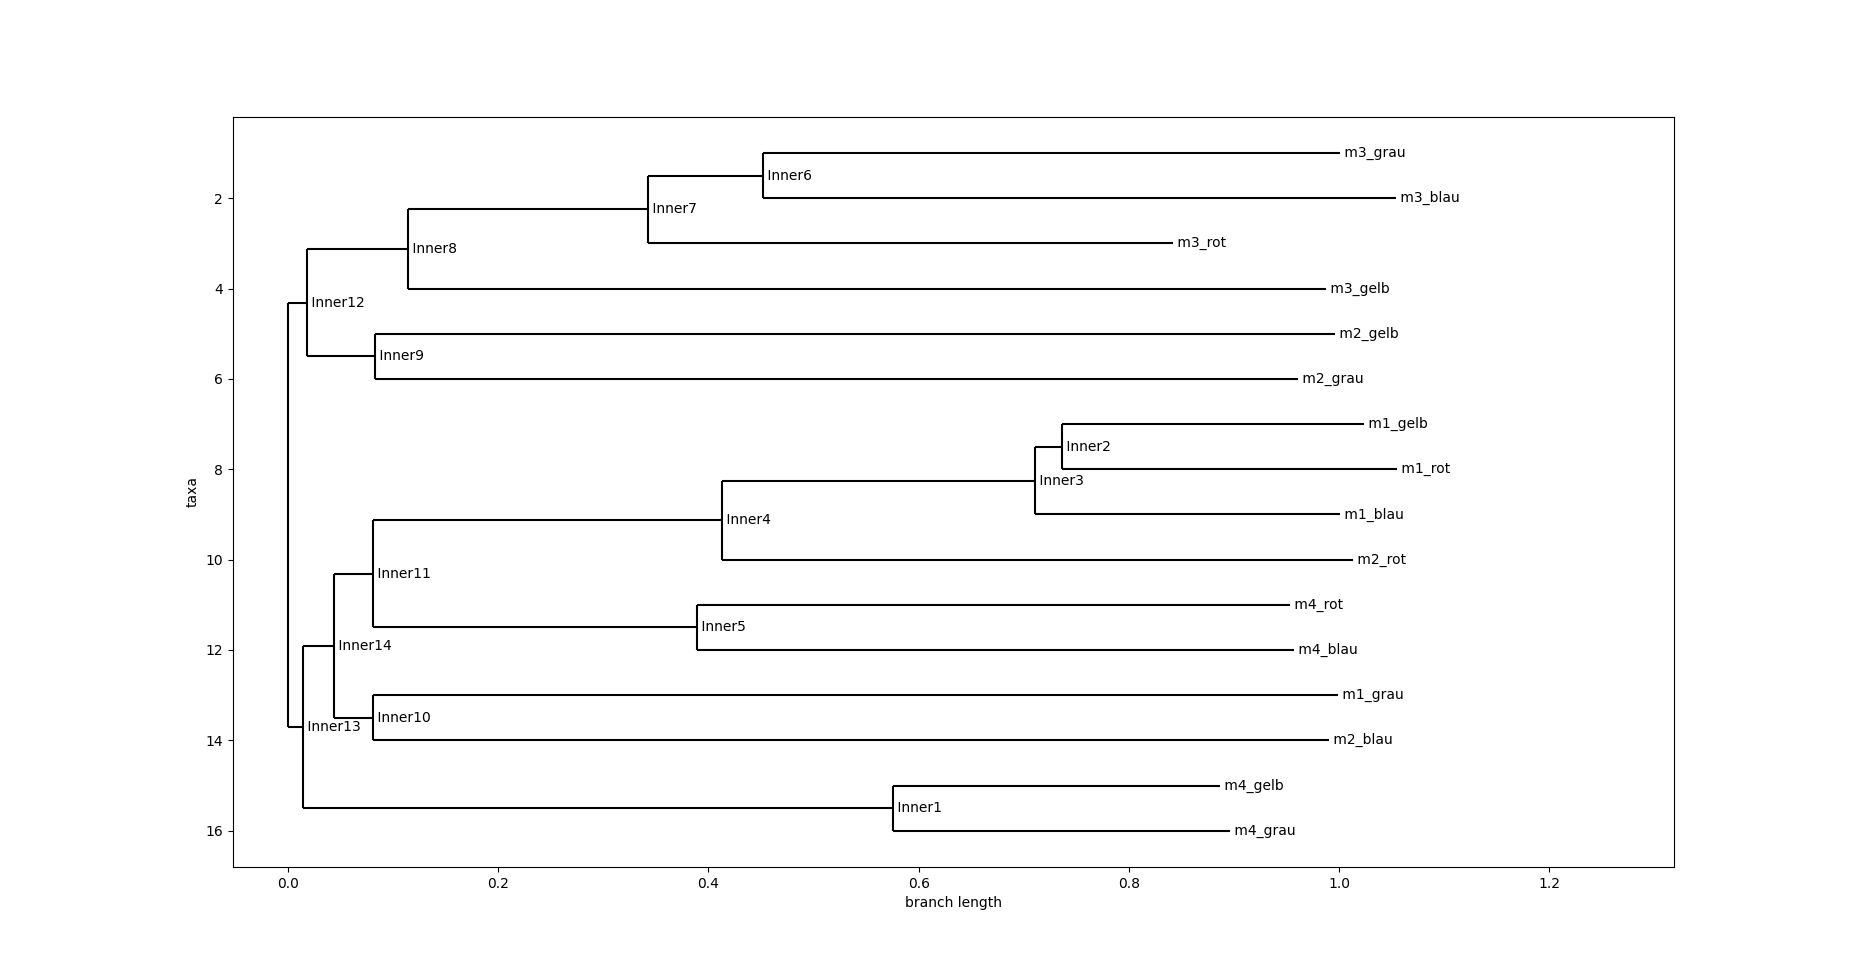 m3_grau
Inner6
2
m3_blau
Inner7
m3_rot
Inner8
4
m3_gelb
Inner12
m2_gelb
Inner9
6
m2_grau
m1_gelb
Inner2
8
m1_rot
Inner3
taxa
m1_blau
Inner4
10
m2_rot
Inner11
m4_rot
Inner5
Inner14
12
m4_blau
m1_grau
Inner10
Inner13
14
m2_blau
m4_gelb
Inner1
16
m4_grau
0.0 0.2 0.4 0.6 0.8 1.0 1.2
branch length